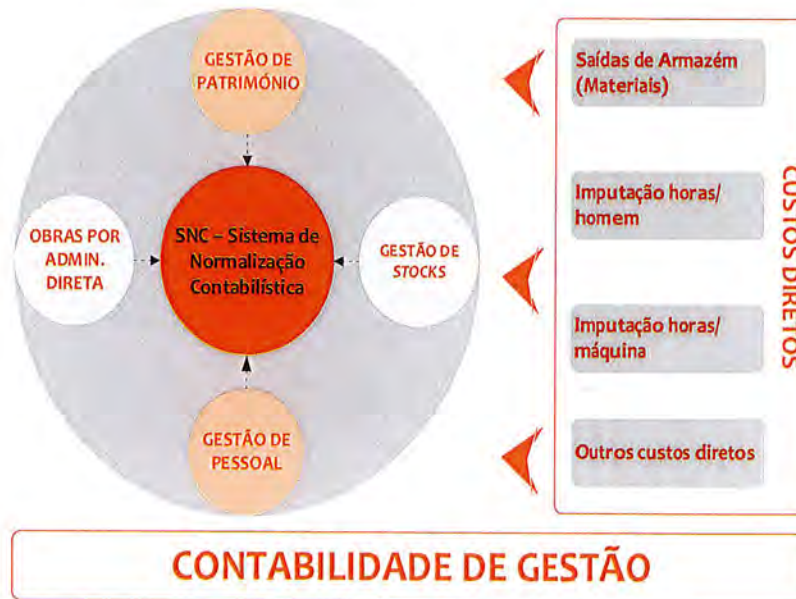 GESTÃO DE
PATRIMÓNIO
OBRAS POR
ADMIN.
DIRETA
SNC – Sistema de
Normalização
Contabilística
GESTÃO DE
STOCKS
GESTÃO DE
PESSOAL
Saídas de Armazém
(Materiais)
Imputação horas/
homem
Imputação horas/
máquina
Outros custos diretos
CUSTOS DIRETOS
CONTABILIDADE DE GESTÃO